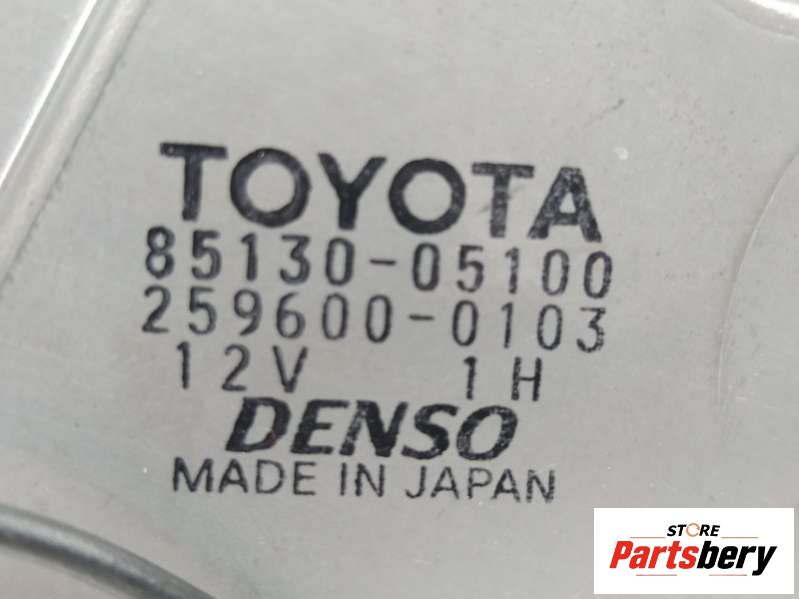 TOYOTA
85130-05100
259600-0103
12V 1H
DENSO
MADE IN JAPAN
STORE
Partsbery